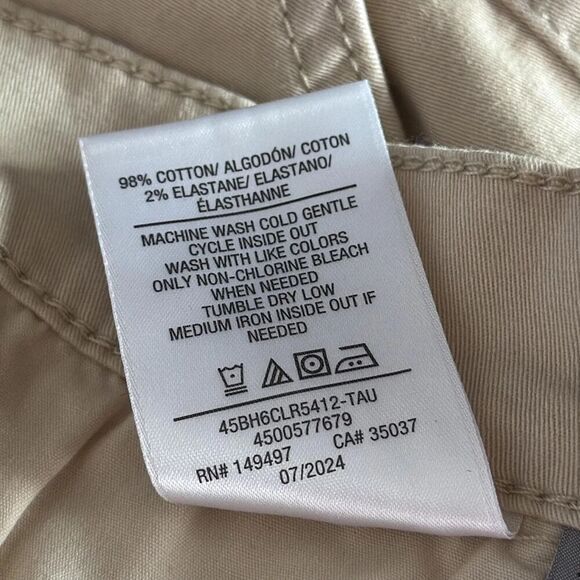 98% COTTON/ ALGODÓN/ COTON
2% ELASTANE/ ELASTANO/
ÉLASTHANNE
MACHINE WASH COLD GENTLE
CYCLE INSIDE OUT
WASH WITH LIKE COLORS
ONLY NON-CHLORINE BLEACH
WHEN NEEDED
TUMBLE DRY LOW
MEDIUM IRON INSIDE OUT IF
NEEDED
45BH6CLR5412-TAU
4500577679
RN# 149497 CA# 35037
07/2024